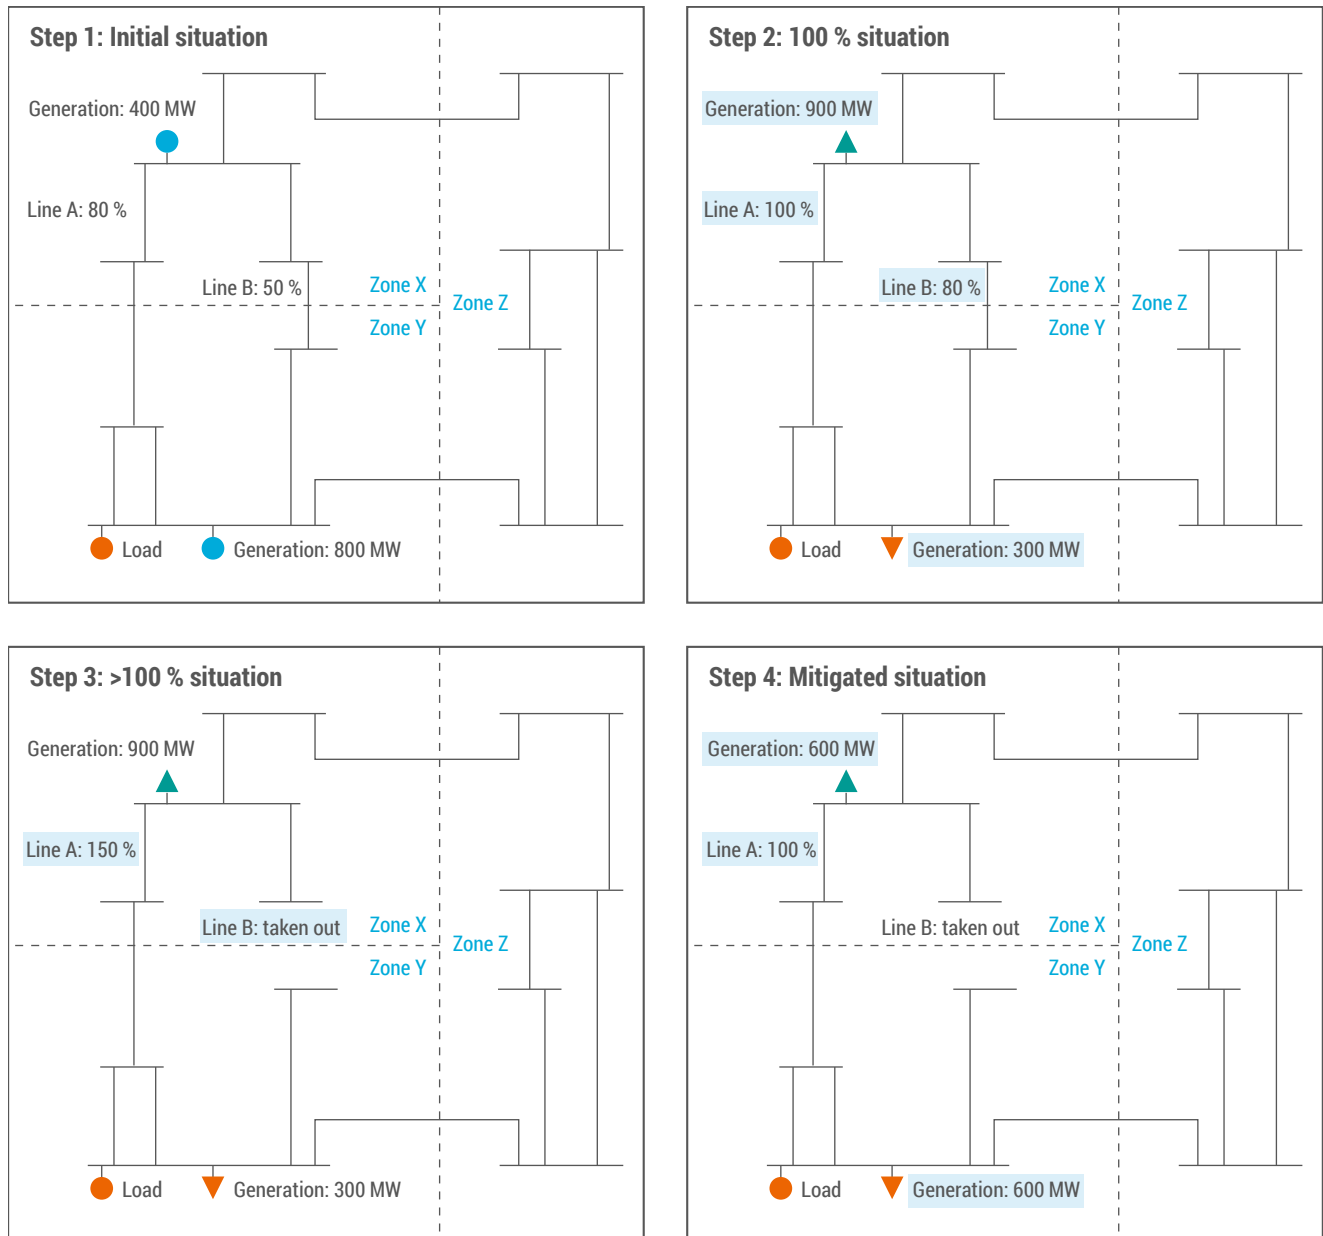 Step 1: Initial situation
Generation: 400 MW
Line A: 80 %
Line B: 50 %
Zone X
Zone Z
Zone Y
Load
Generation: 800 MW
Step 2: 100 % situation
Generation: 900 MW
Line A: 100 %
Line B: 80 %
Zone X
Zone Z
Zone Y
Load
Generation: 300 MW
Step 3: >100 % situation
Generation: 900 MW
Line A: 150 %
Line B: taken out
Zone X
Zone Z
Zone Y
Load
Generation: 300 MW
Step 4: Mitigated situation
Generation: 600 MW
Line A: 100 %
Line B: taken out
Zone X
Zone Z
Zone Y
Load
Generation: 600 MW